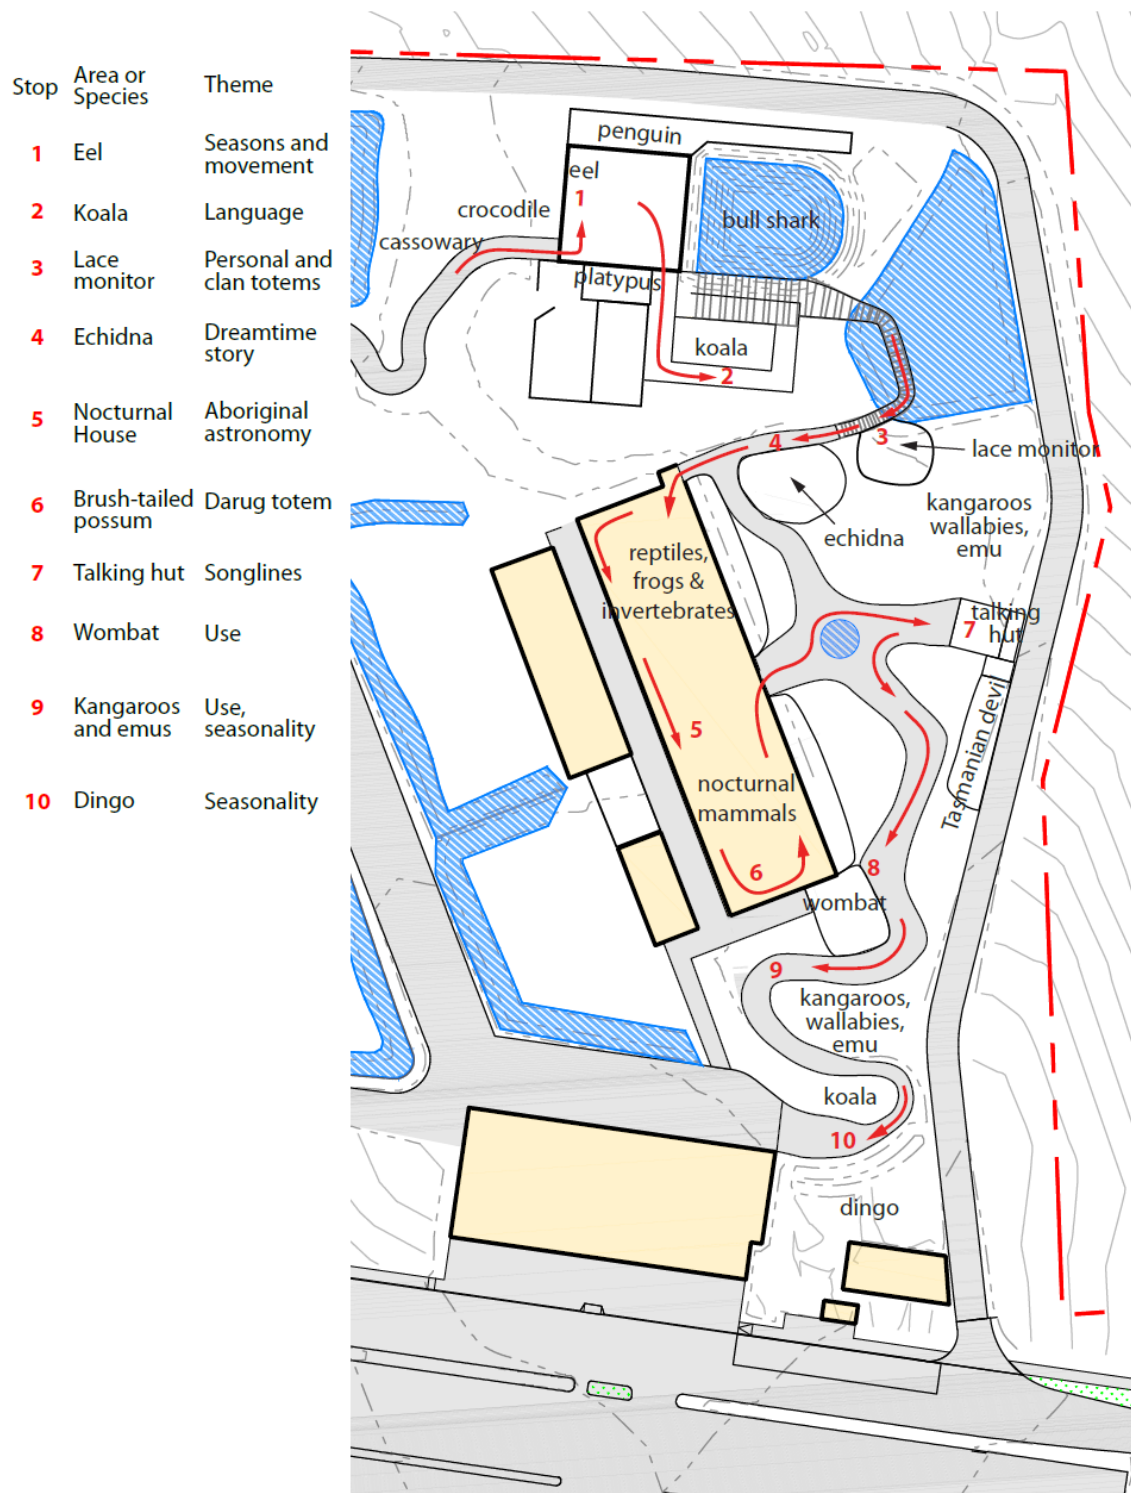 Stop
Area or
Species
Theme
1
Eel
Seasons and
movement
2
Koala
Language
3
Lace
monitor
Personal and
clan totems
4
Echidna
Dreamtime
story
5
Nocturnal
House
Aboriginal
astronomy
6
Brush-tailed
possum
Darug totem
7
Talking hut
Songlines
8
Wombat
Use
9
Kangaroos
and emus
Use,
seasonality
10
Dingo
Seasonality
penguin
eel
1
crocodile
cassowary
bull shark
platypus
koala
2
3
4
lace monitor
echidna
kangaroos
wallabies,
emu
reptiles,
frogs &
invertebrates
talking
hut
7
Tasmanian devil
5
nocturnal
mammals
6
8
wombat
9
kangaroos,
wallabies,
emu
koala
10
dingo